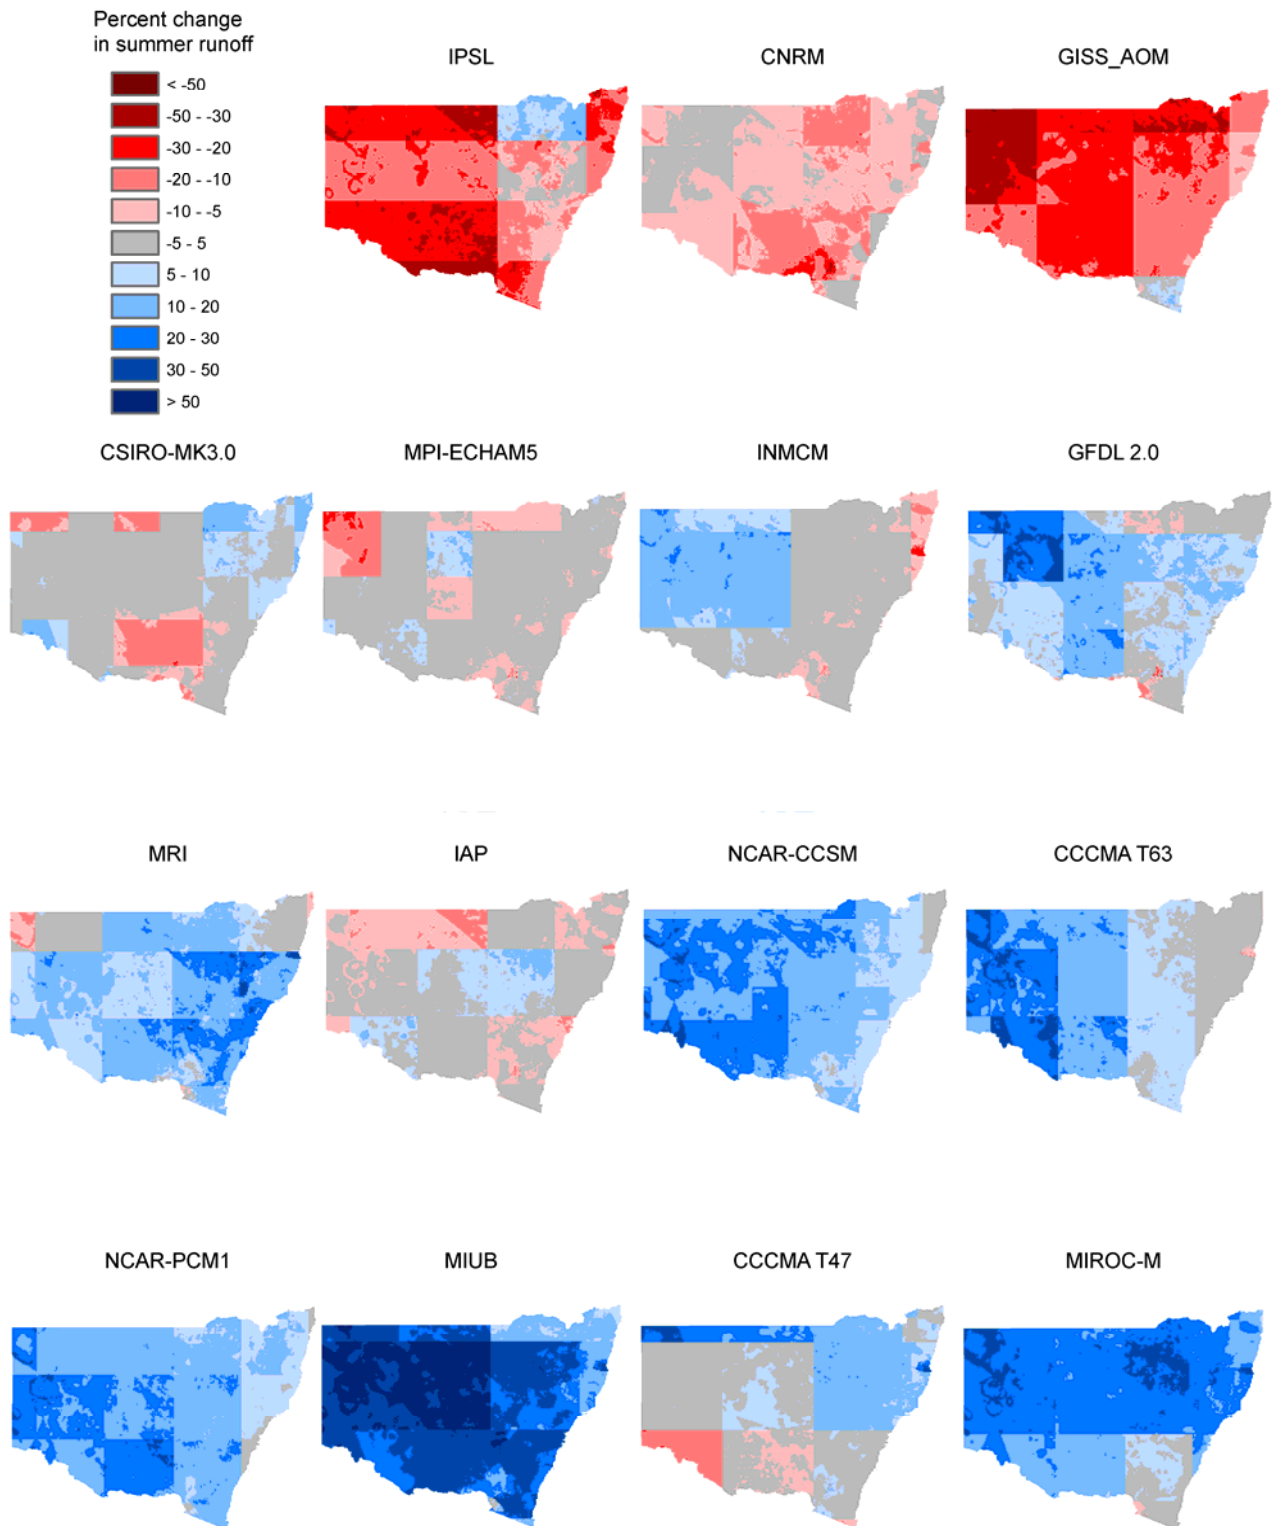 Percent change
in summer runoff
< -50
-50 - -30
-30 - -20
-20 - -10
-10 - -5
-5 - 5
5 - 10
10 - 20
20 - 30
30 - 50
> 50
IPSL
CNRM
GISS_AOM
CSIRO-MK3.0
MPI-ECHAM5
INMCM
GFDL 2.0
MRI
IAP
NCAR-CCSM
CCCMA T63
NCAR-PCM1
MIUB
CCCMA T47
MIROC-M